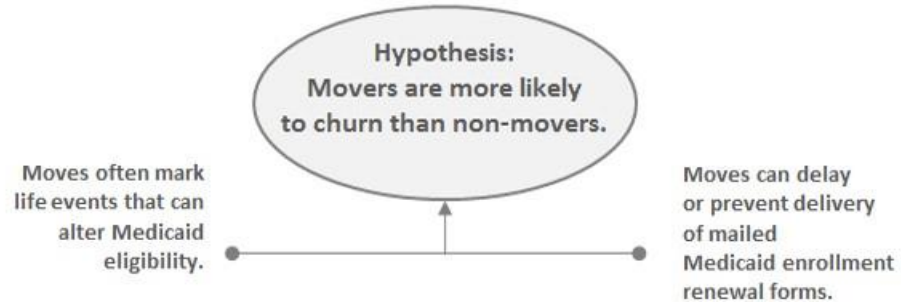 Hypothesis:
Movers are more likely
to churn than non-movers.
Moves often mark
life events that can
alter Medicaid
eligibility.
Moves can delay
or prevent delivery
of mailed
Medicaid enrollment
renewal forms.